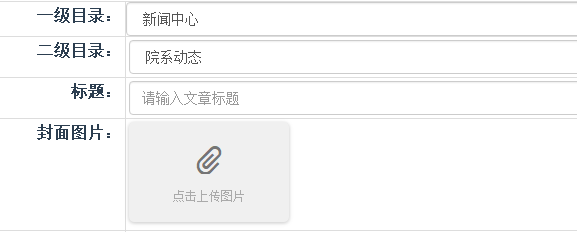 一级目录： 新闻中心
二级目录： 院系动态
标题： 请输入文章标题
封面图片：
点击上传图片